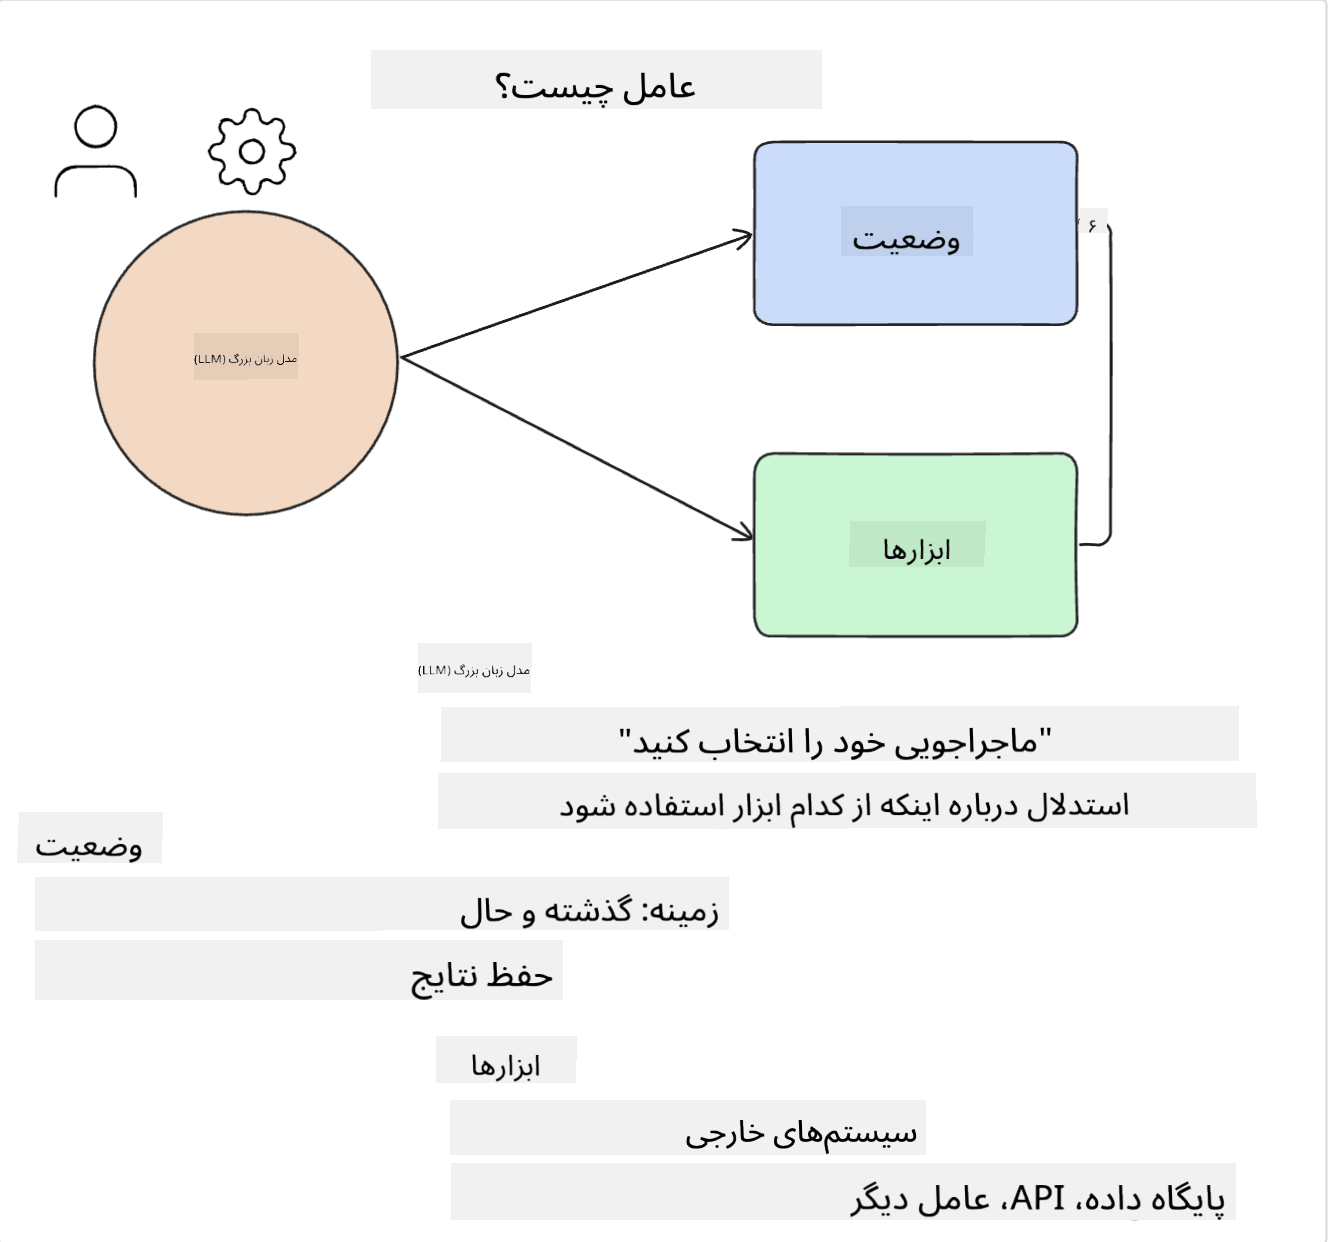 عامل چیست؟
وضعیت
۶
مدل زبان بزرگ (LLM)
ابزارها
مدل زبان بزرگ (LLM)
"ماجراجویی خود را انتخاب کنید"
استدلال درباره اینکه از کدام ابزار استفاده شود
وضعیت
زمینه: گذشته و حال
حفظ نتایج
ابزارها
سیستم‌های خارجی
پایگاه داده، API، عامل دیگر